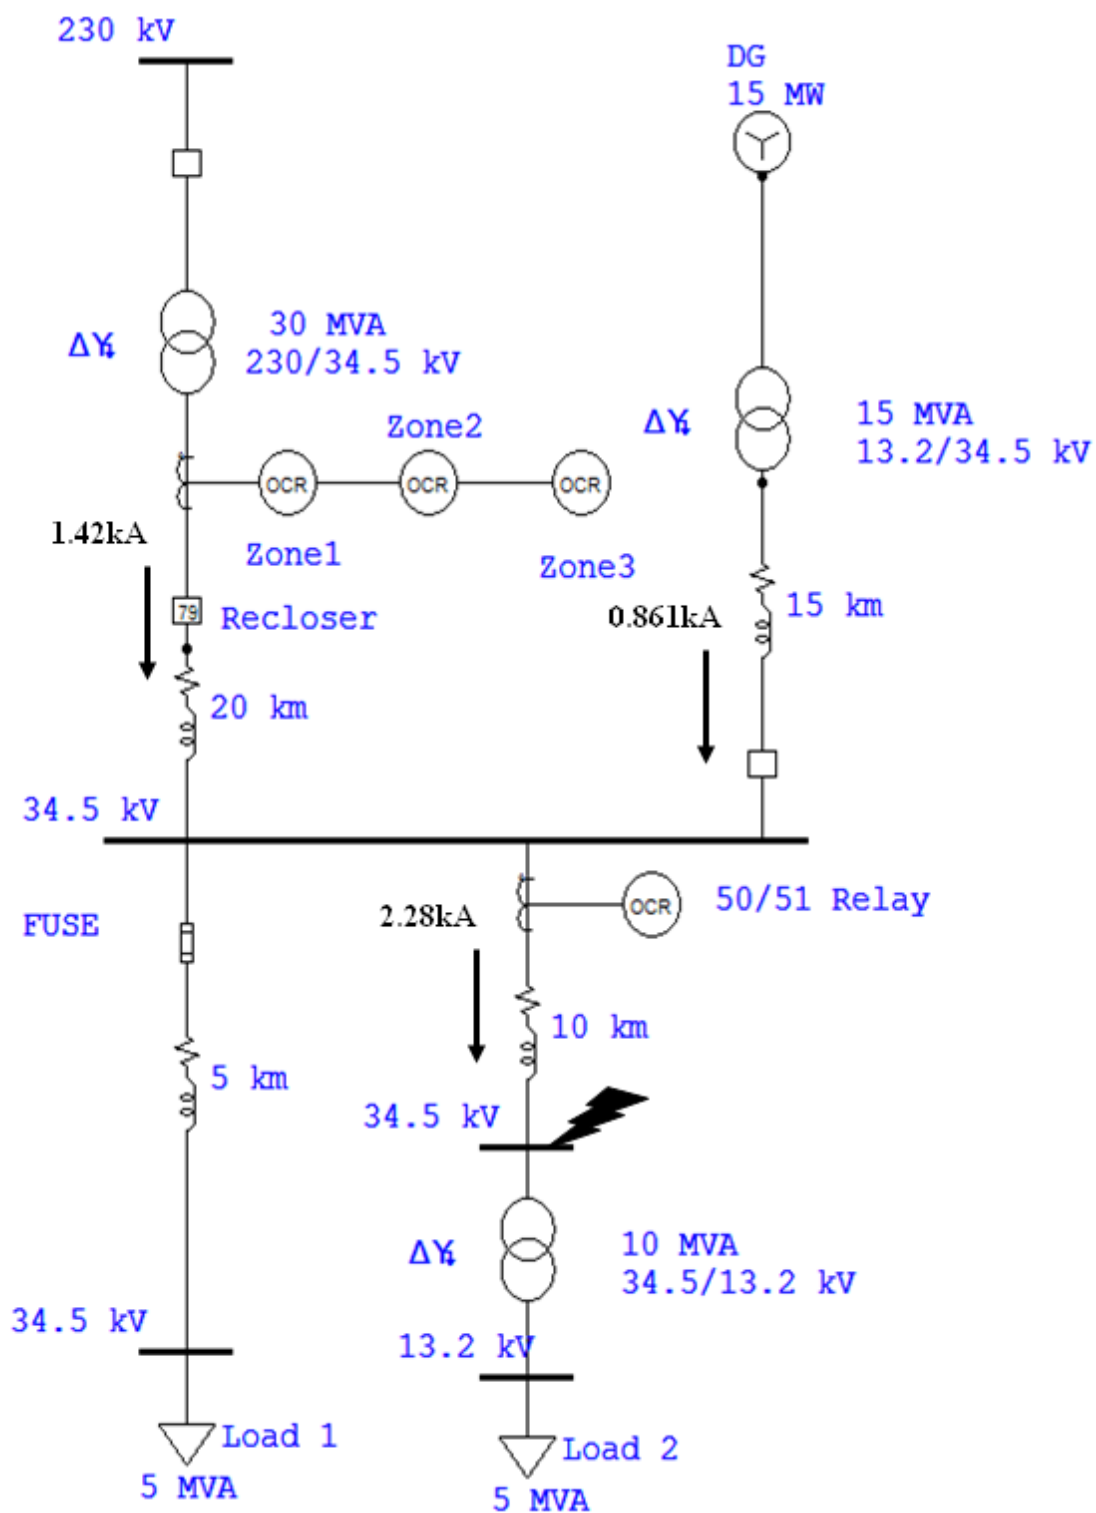 230 kV
DG
15 MW
ΔY
30 MVA
230/34.5 kV
Zone2
ΔY
15 MVA
13.2/34.5 kV
OCR
OCR
OCR
1.42kA
Zone1
Zone3
79
Recloser
0.861kA
15 km
20 km
34.5 kV
FUSE
2.28kA
OCR
50/51 Relay
10 km
5 km
34.5 kV
ΔY
10 MVA
34.5/13.2 kV
34.5 kV
13.2 kV
Load 1
5 MVA
Load 2
5 MVA